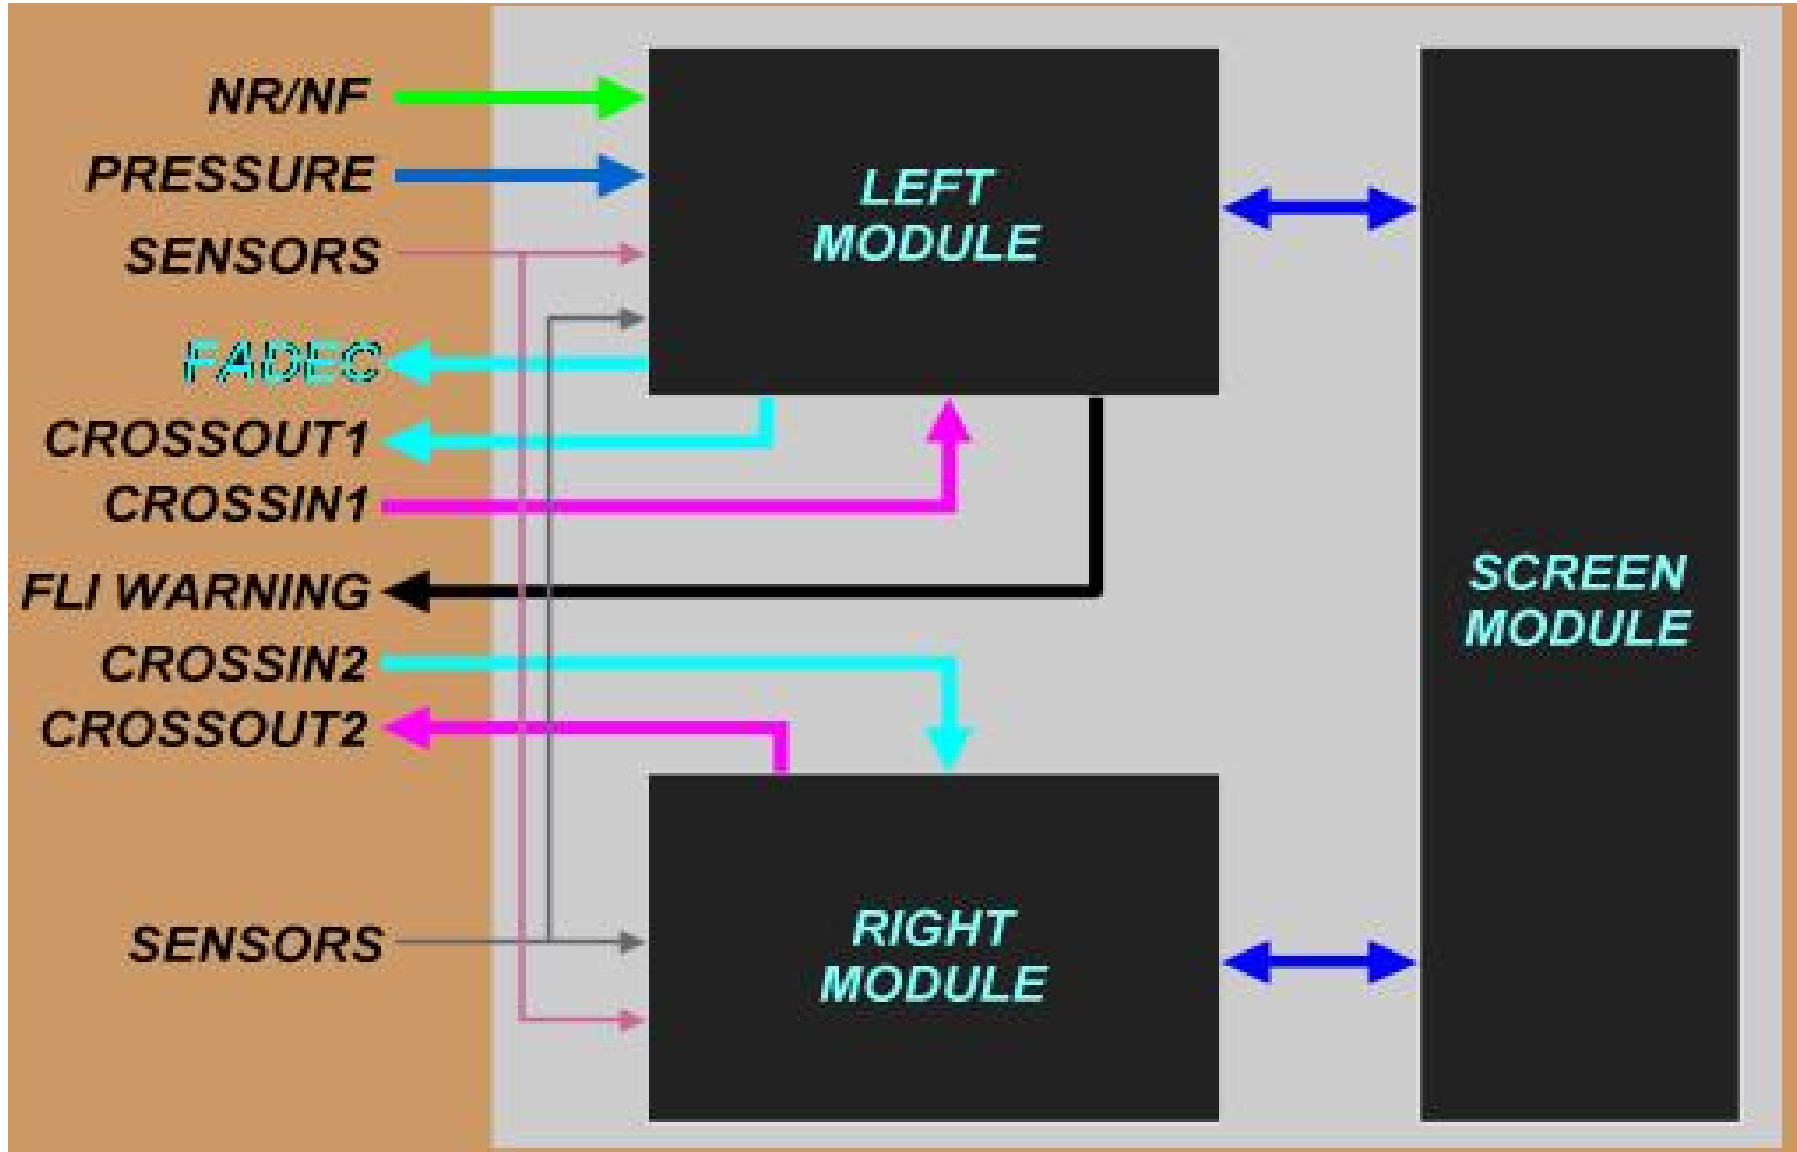 NR/NF
PRESSURE
SENSORS
FADEC
CROSSOUT1
CROSSIN1
FLI WARNING
CROSSIN2
CROSSOUT2
SENSORS
LEFT
MODULE
RIGHT
MODULE
SCREEN
MODULE